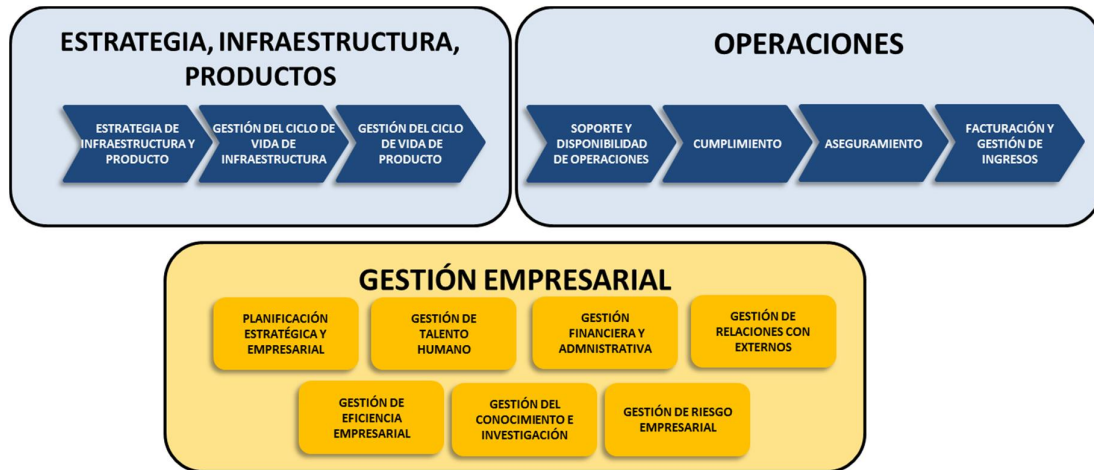 ESTRATEGIA, INFRAESTRUCTURA,
PRODUCTOS
ESTRATEGIA DE
INFRAESTRUCTURA Y
PRODUCTO
GESTIÓN DEL CICLO DE
VIDA DE
INFRAESTRUCTURA
GESTIÓN DEL CICLO
DE VIDA DE
PRODUCTO
OPERACIONES
SOPORTE Y
DISPONIBILIDAD
DE OPERACIONES
CUMPLIMIENTO
ASEGURAMIENTO
FACTURACIÓN Y
GESTIÓN DE
INGRESOS
GESTIÓN EMPRESARIAL
PLANIFICACIÓN
ESTRATÉGICA Y
EMPRESARIAL
GESTIÓN DE
TALENTO
HUMANO
GESTIÓN
FINANCIERA Y
ADMNISTRATIVA
GESTIÓN DE
RELACIONES CON
EXTERNOS
GESTIÓN DE
EFICIENCIA
EMPRESARIAL
GESTIÓN DEL
CONOCIMIENTO E
INVESTIGACIÓN
GESTIÓN DE RIESGO
EMPRESARIAL